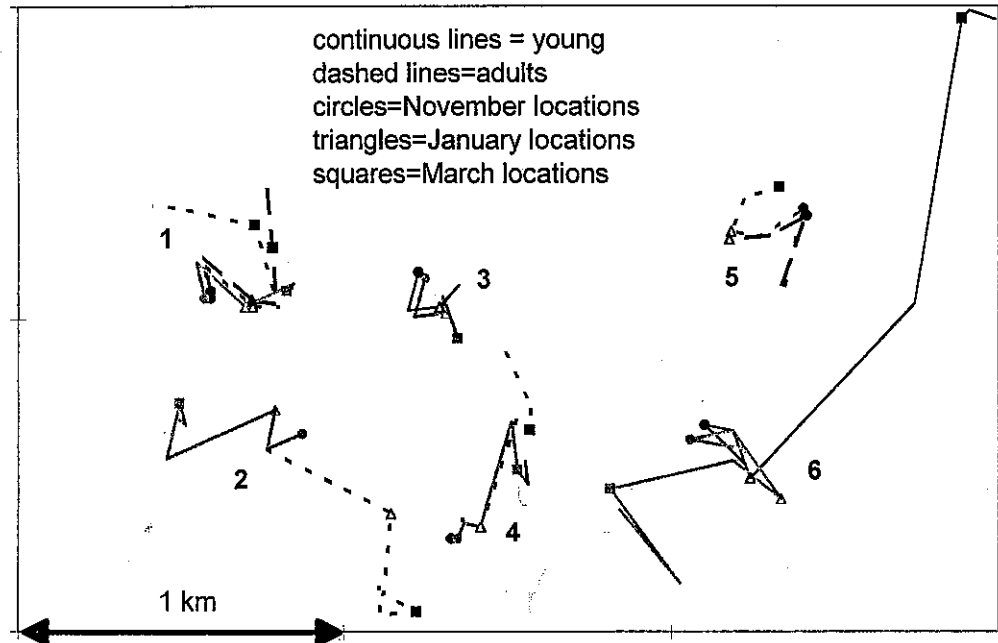 continuous lines = young
dashed lines=adults
circles=November locations
triangles=January locations
squares=March locations
1
3
5
2
4
6
1 km